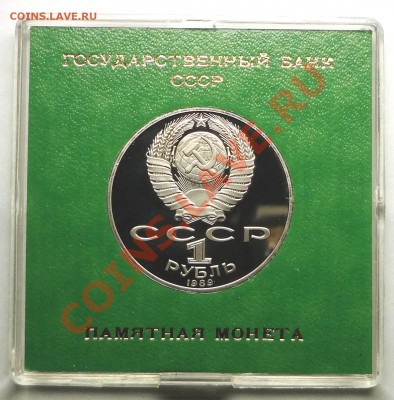 COINS.LAVE.RU
ГОСУДАРСТВЕННЫЙ БАНК
СССР
СССР
1
РУБЛЬ
1989
ПАМЯТНАЯ МОНЕТА
COINS.LAVE.RU